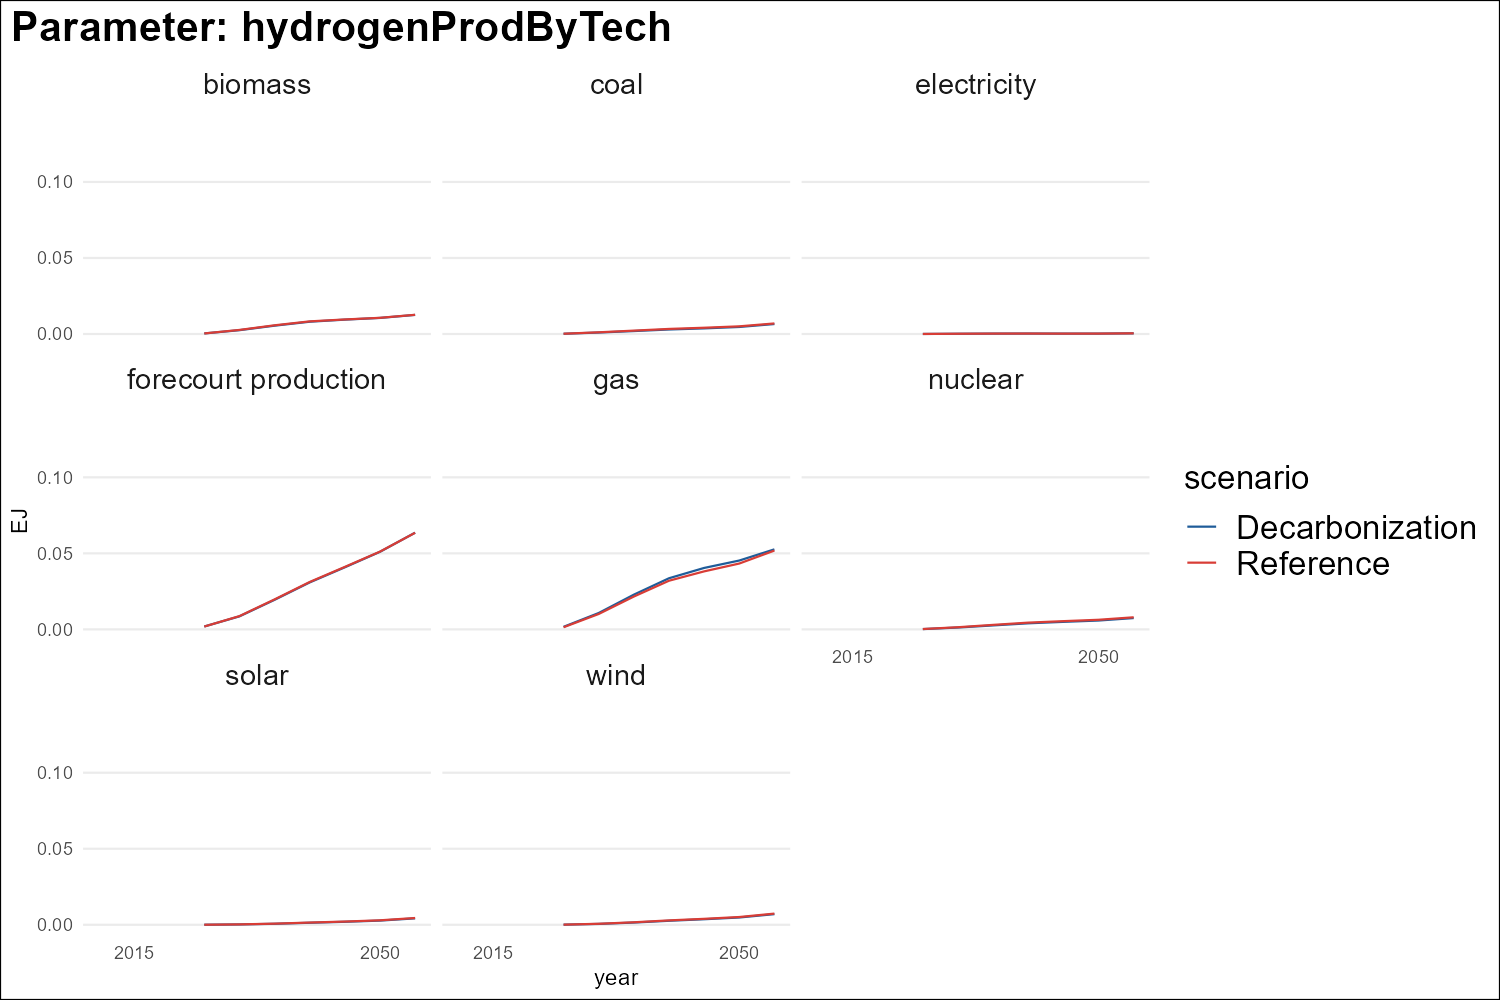 Parameter: hydrogenProdByTech
biomass
coal
electricity
0.10
0.05
0.00
forecourt production
gas
nuclear
0.10
0.05
0.00
2015
2050
solar
wind
0.10
0.05
0.00
2015
2050
2015
2050
year
EJ
scenario
Decarbonization
Reference